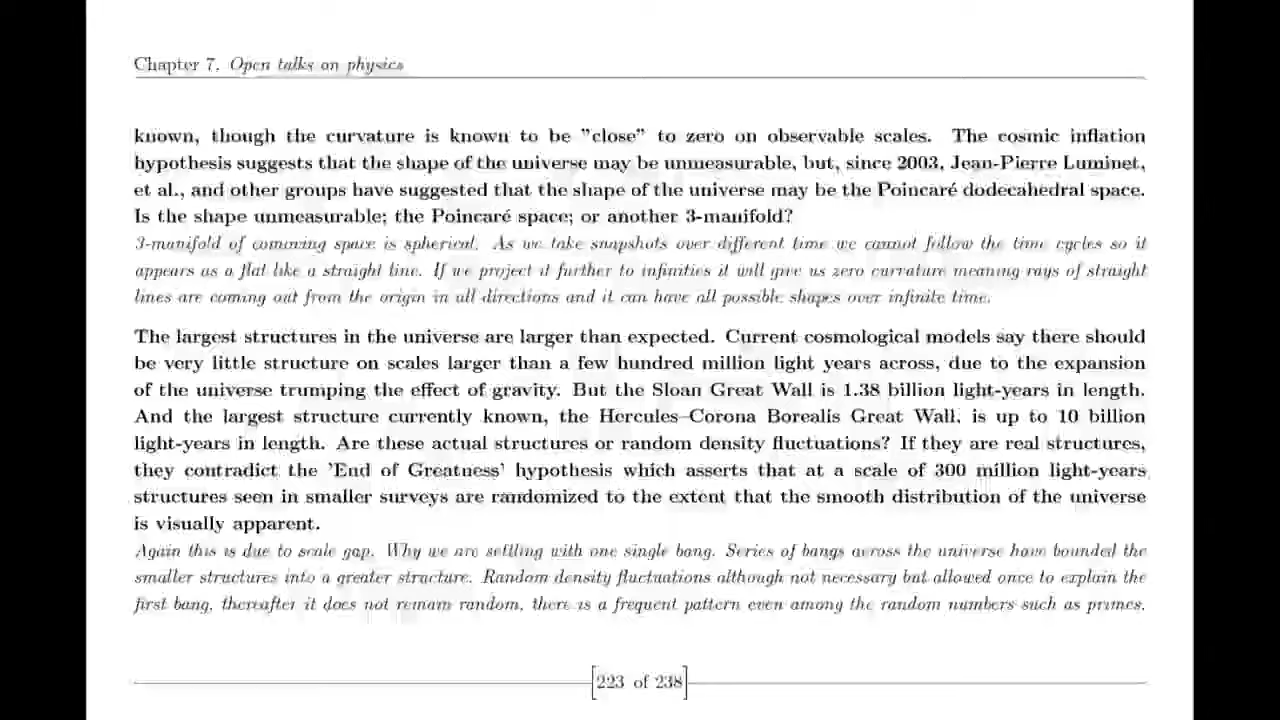 Chapter 7. Open talks on physics
known, though the curvature is known to be "close" to zero on observable scales. The cosmic inflation
hypothesis suggests that the shape of the universe may be unmeasurable, but, since 2003, Jean-Pierre Luminet,
et al., and other groups have suggested that the shape of the universe may be the Poincaré dodecahedral space.
Is the shape unmeasurable; the Poincaré space; or another 3-manifold?
3-manifold of comming space is spherical. As we take snapshots over different time we cannot follow the time cycles so it
appears as a flat like a straight line. If we project it further to infinities it will give us zero curvature meaning rays of straight
lines are coming out from the origin in all directions and it can have all possible shapes over infinite time.
The largest structures in the universe are larger than expected. Current cosmological models say there should
be very little structure on scales larger than a few hundred million light years across, due to the expansion
of the universe trumping the effect of gravity. But the Sloan Great Wall is 1.38 billion light-years in length.
And the largest structure currently known, the Hercules–Corona Borealis Great Wall, is up to 10 billion
light-years in length. Are these actual structures or random density fluctuations? If they are real structures,
they contradict the 'End of Greatness' hypothesis which asserts that at a scale of 300 million light-years
structures seen in smaller surveys are randomized to the extent that the smooth distribution of the universe
is visually apparent.
Again this is due to scale gap. Why we are settling with one single bang. Series of bangs across the universe have bounded the
smaller structures into a greater structure. Random density fluctuations although not necessary but allowed once to explain the
first bang, thereafter it does not remain random, there is a frequent pattern even among the random numbers such as primes.
[223 of 238]